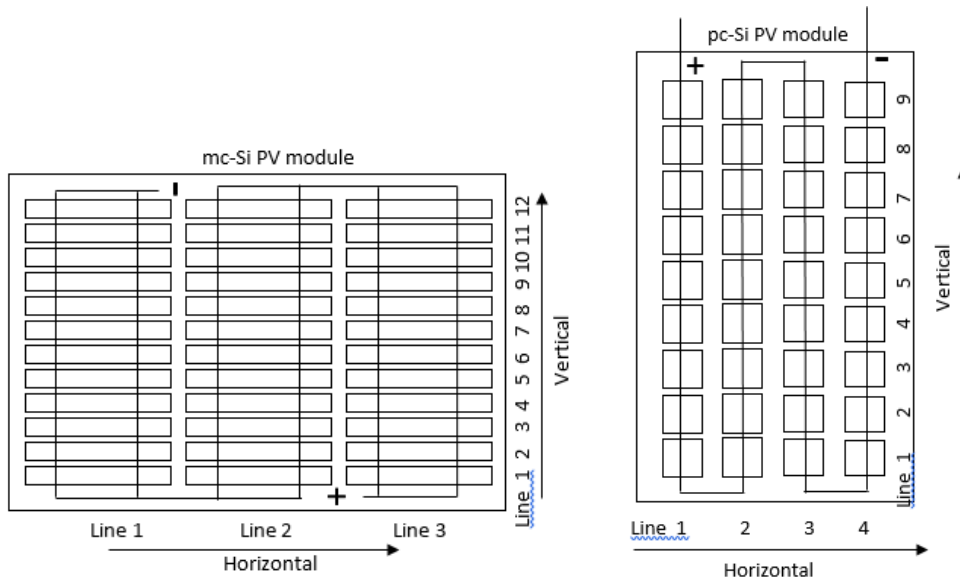 mc-Si PV module
-
+
Line 1 2 3 4 5 6 7 8 9 10 11 12
Vertical
Line 1 Line 2 Line 3
Horizontal
pc-Si PV module
+ -
Line 1 2 3 4 5 6 7 8 9
Vertical
Line 1 2 3 4
Horizontal